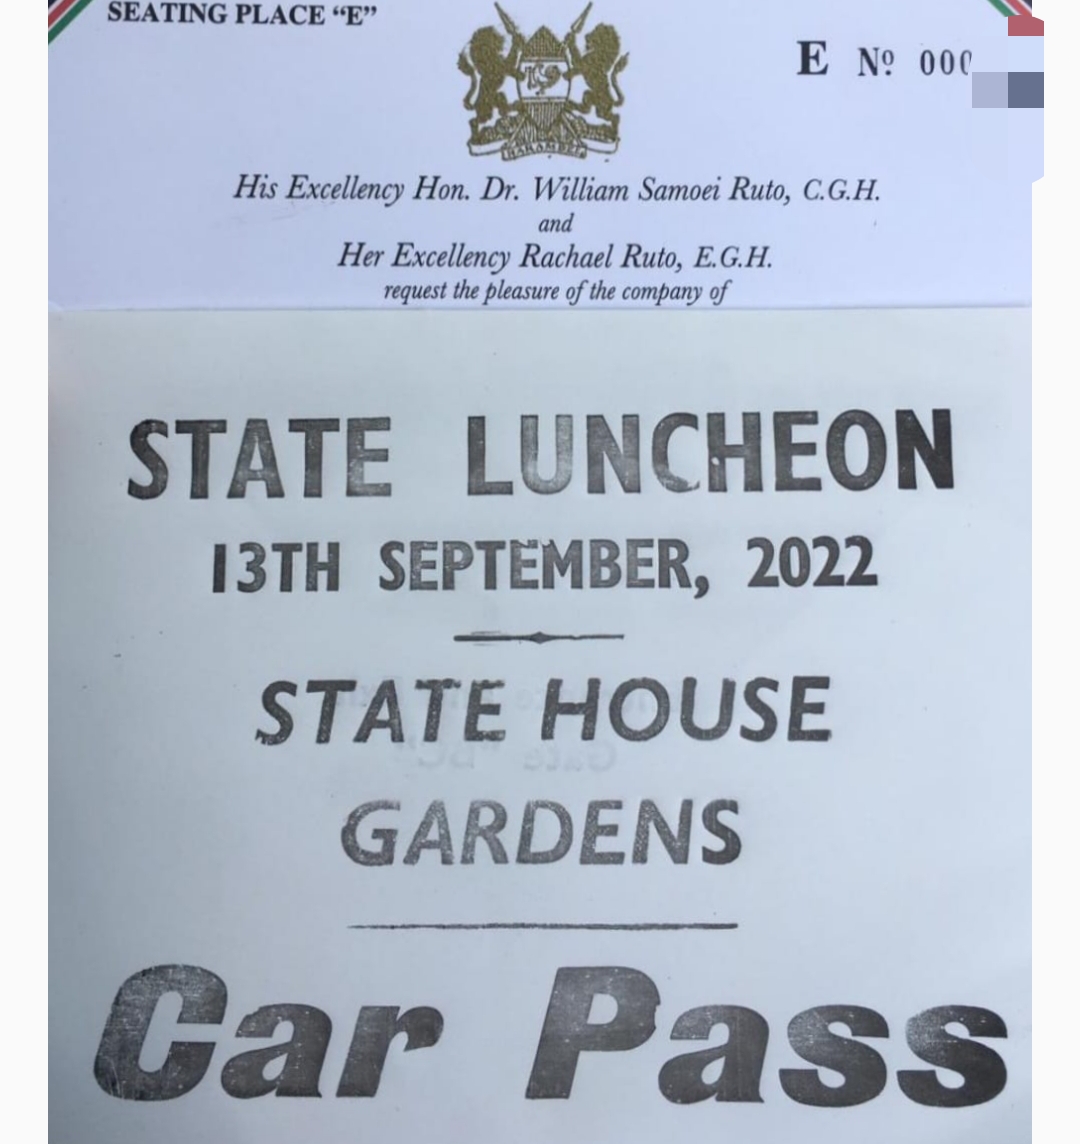 SEATING PLACE “E”
E Nº 000
HARAMBEE
His Excellency Hon. Dr. William Samoei Ruto, C.G.H.
and
Her Excellency Rachael Ruto, E.G.H.
request the pleasure of the company of
STATE LUNCHEON
13TH SEPTEMBER, 2022
STATE HOUSE
GARDENS
Car Pass